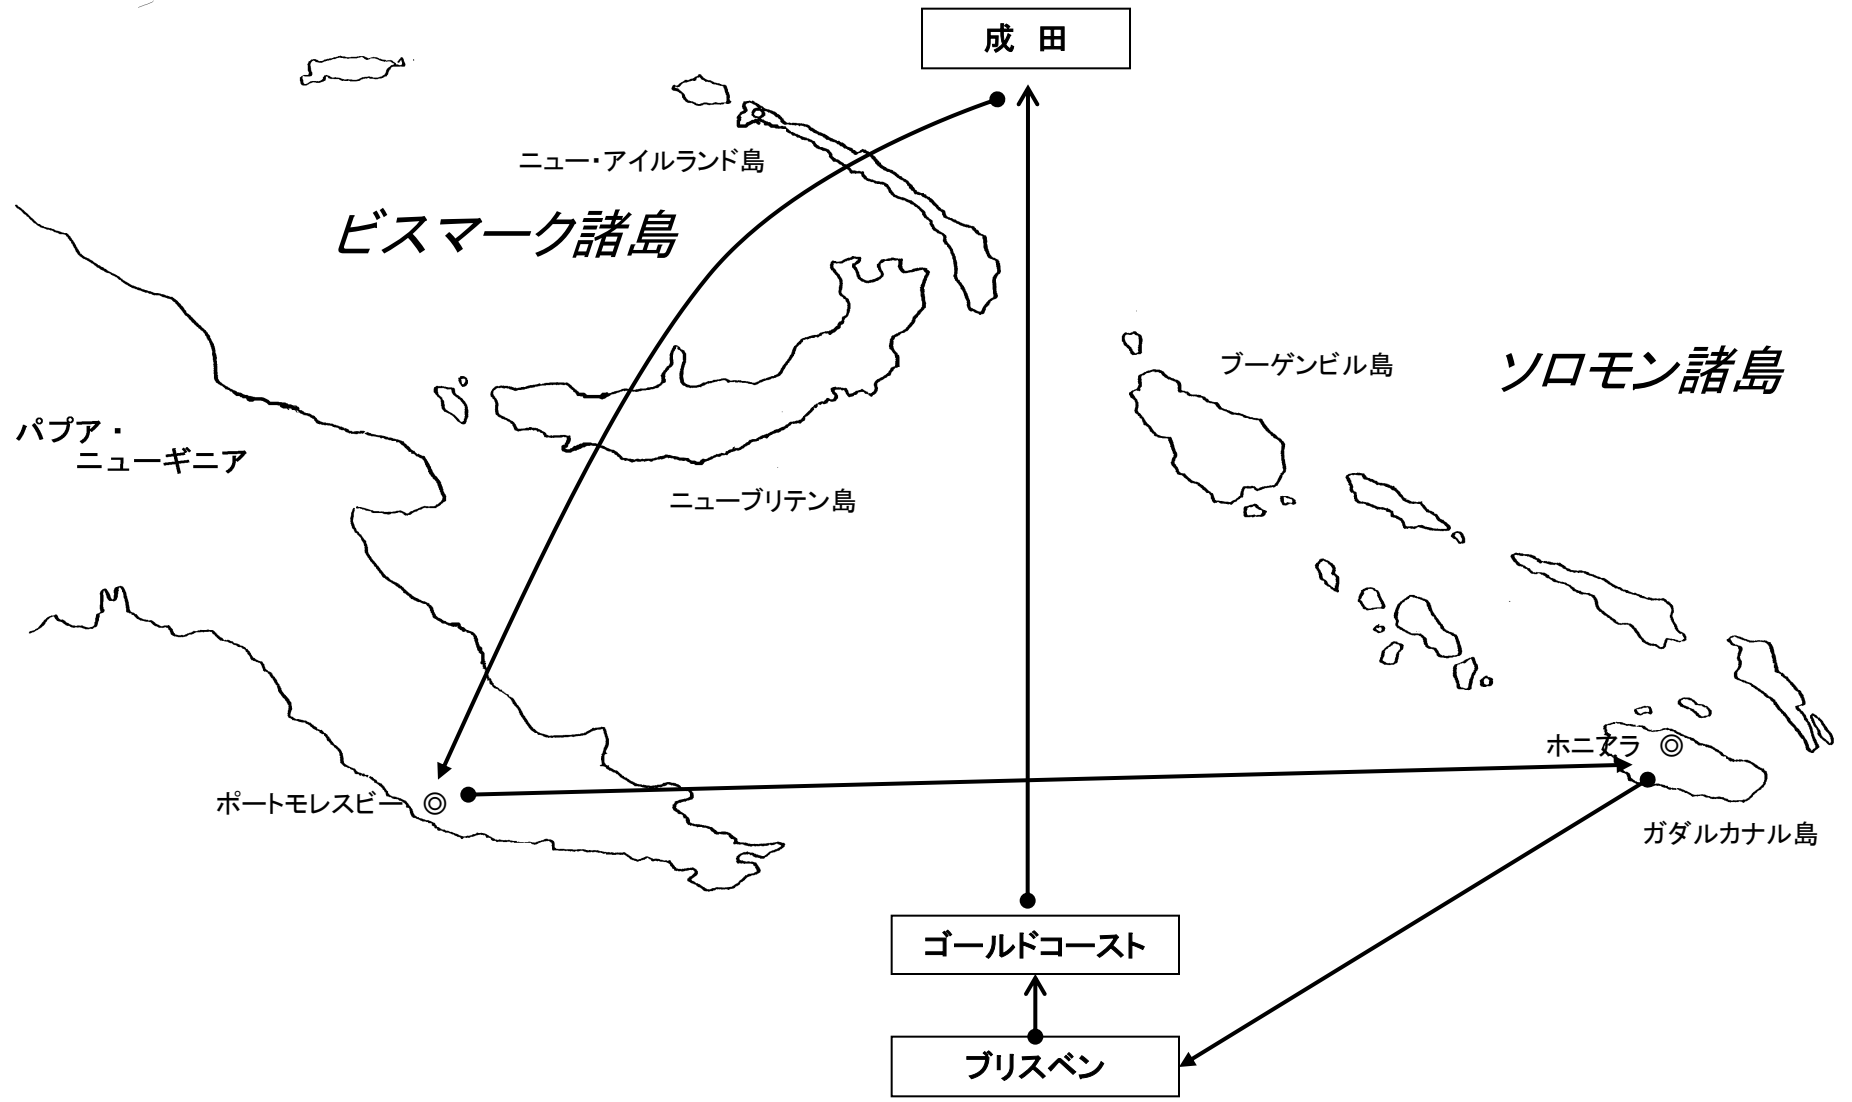 成　田
ニュー・アイルランド島
ビスマーク諸島
ブーゲンビル島
ソロモン諸島
パプア・
ニューギニア
ニューブリテン島
ホニアラ
ポートモレスビー
ガダルカナル島
ゴールドコースト
ブリスベン